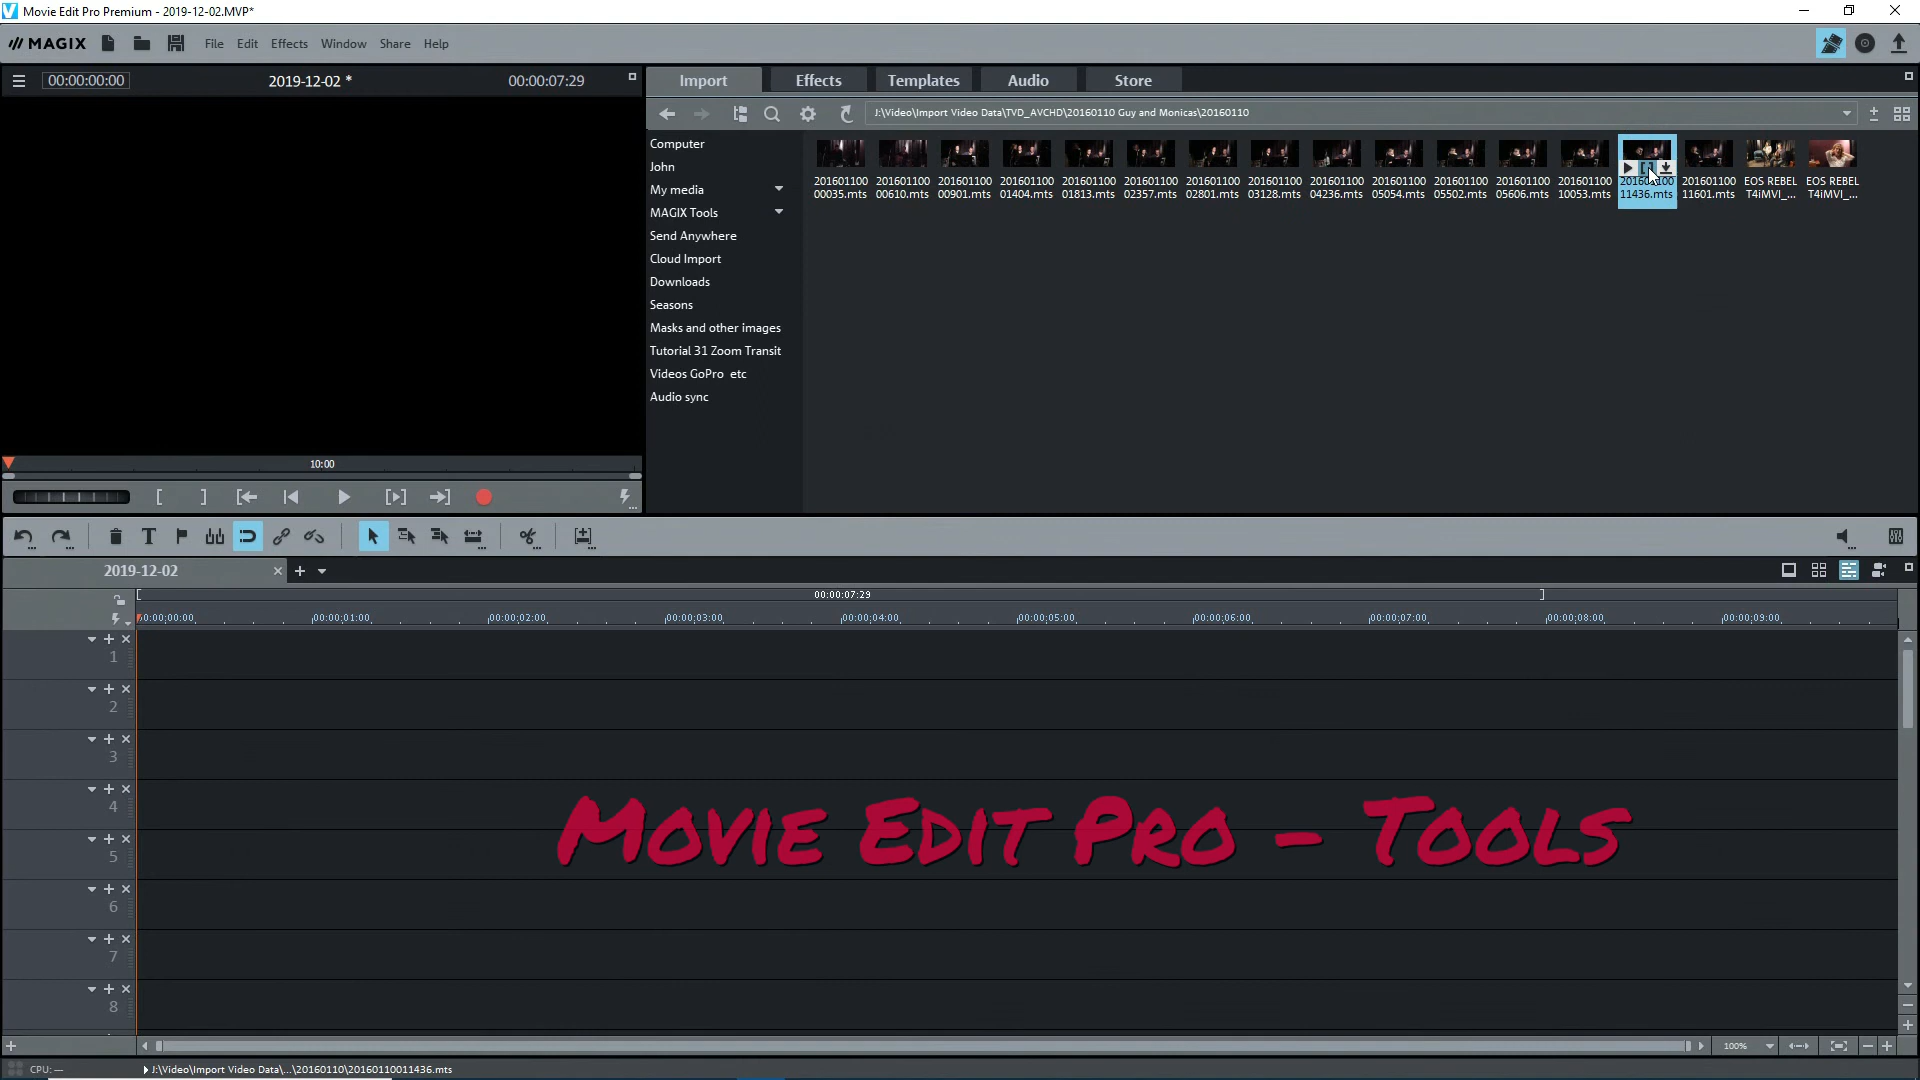 Movie Edit Pro Premium - 2019-12-02.MVP*
MAGIX File Edit Effects Window Share Help
00:00:00:00 2019-12-02 * 00:00:07:29
Import Effects Templates Audio Store
J:\Video\Import Video Data\TVD_AVCHD\20160110 Guy and Monicas\20160110
Computer
John
My media
MAGIX Tools
Send Anywhere
Cloud Import
Downloads
Seasons
Masks and other images
Tutorial 31 Zoom Transit
Videos GoPro etc
Audio sync
201601100 201601100 201601100 201601100 201601100 201601100 201601100 201601100 201601100 201601100 201601100 201601100 201601100 201601100 201601100 EOS REBEL EOS REBEL
00035.mts 00610.mts 00901.mts 01404.mts 01813.mts 02357.mts 02801.mts 03128.mts 04236.mts 05054.mts 05502.mts 05606.mts 10053.mts 11436.mts 11601.mts T4iMVI_... T4iMVI_...
10:00
2019-12-02
00:00:07:29
00:00:00;00 00:00;01;00 00:00;02;00 00:00;03;00 00:00;04;00 00:00;05;00 00:00;06;00 00:00;07;00 00:00;08;00 00:00;09;00
1
2
3
4
5
6
7
8
Movie Edit Pro - Tools
100%
CPU: — J:\Video\Import Video Data\...\20160110\20160110011436.mts